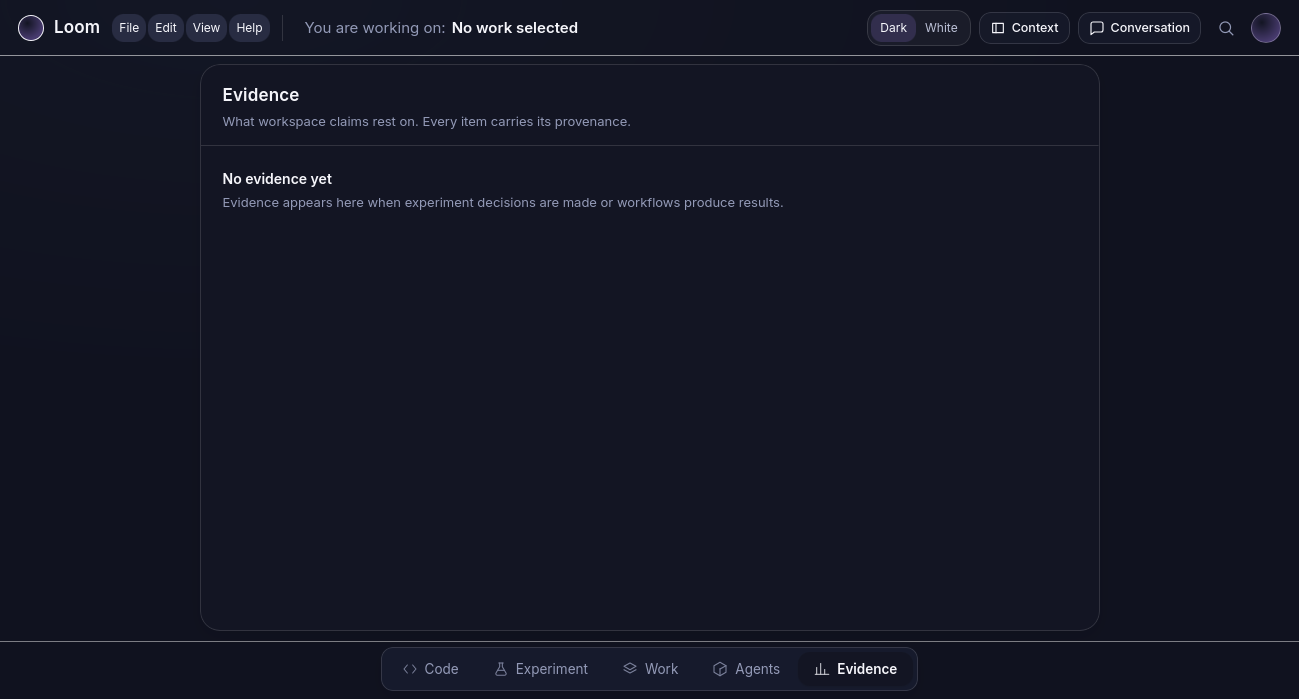 Loom File Edit View Help You are working on: No work selected Dark White Context Conversation
Evidence
What workspace claims rest on. Every item carries its provenance.
No evidence yet
Evidence appears here when experiment decisions are made or workflows produce results.
Code Experiment Work Agents Evidence